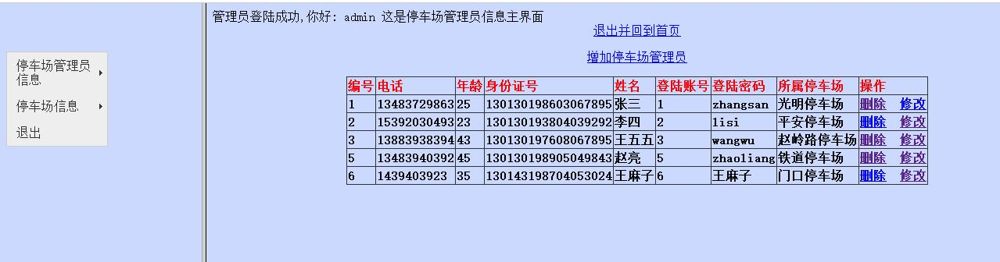 管理员登陆成功,你好: admin 这是停车场管理员信息主界面
退出并回到首页
增加停车场管理员
停车场管理员
信息
停车场信息
退出
编号 电话 年龄 身份证号 姓名 登陆账号 登陆密码 所属停车场 操作
1 13483729863 25 130130198603067895 张三 1 zhangsan 光明停车场 删除 修改
2 15392030493 23 130130193804039292 李四 2 lisi 平安停车场 删除 修改
3 13883938394 43 130130197608067895 王五五 3 wangwu 赵岭路停车场 删除 修改
5 13483940392 45 130130198905049843 赵亮 5 zhaoliang 铁道停车场 删除 修改
6 1439403923 35 130143198704053024 王麻子 6 王麻子 门口停车场 删除 修改